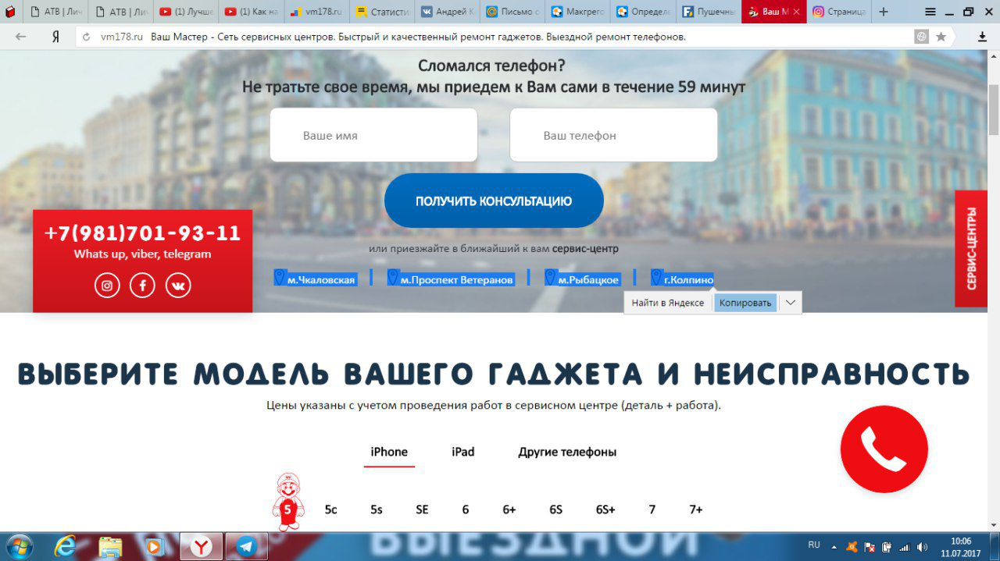 АТВ | Лич
АТВ | Лич
(1) Лучше
(1) Как на
vm178.ru
Статисти
Андрей К
Письмо о
Макгрего
Определе
Пушечны
Ваш М
Страница
Я
vm178.ru Ваш Мастер - Сеть сервисных центров. Быстрый и качественный ремонт гаджетов. Выездной ремонт телефонов.
Сломался телефон?
Не тратьте свое время, мы приедем к Вам сами в течение 59 минут
Ваше имя
Ваш телефон
ПОЛУЧИТЬ КОНСУЛЬТАЦИЮ
+7(981)701-93-11
Whats up, viber, telegram
СЕРВИС-ЦЕНТРЫ
или приезжайте в ближайший к вам сервис-центр
м.Чкаловская | м.Проспект Ветеранов | м.Рыбацкое | г.Колпино
Найти в Яндексе
Копировать
ВЫБЕРИТЕ МОДЕЛЬ ВАШЕГО ГАДЖЕТА И НЕИСПРАВНОСТЬ
Цены указаны с учетом проведения работ в сервисном центре (деталь + работа).
iPhone iPad Другие телефоны
5 5c 5s SE 6 6+ 6S 6S+ 7 7+
ВЫЕЗДНОЙ
RU
10:06
11.07.2017